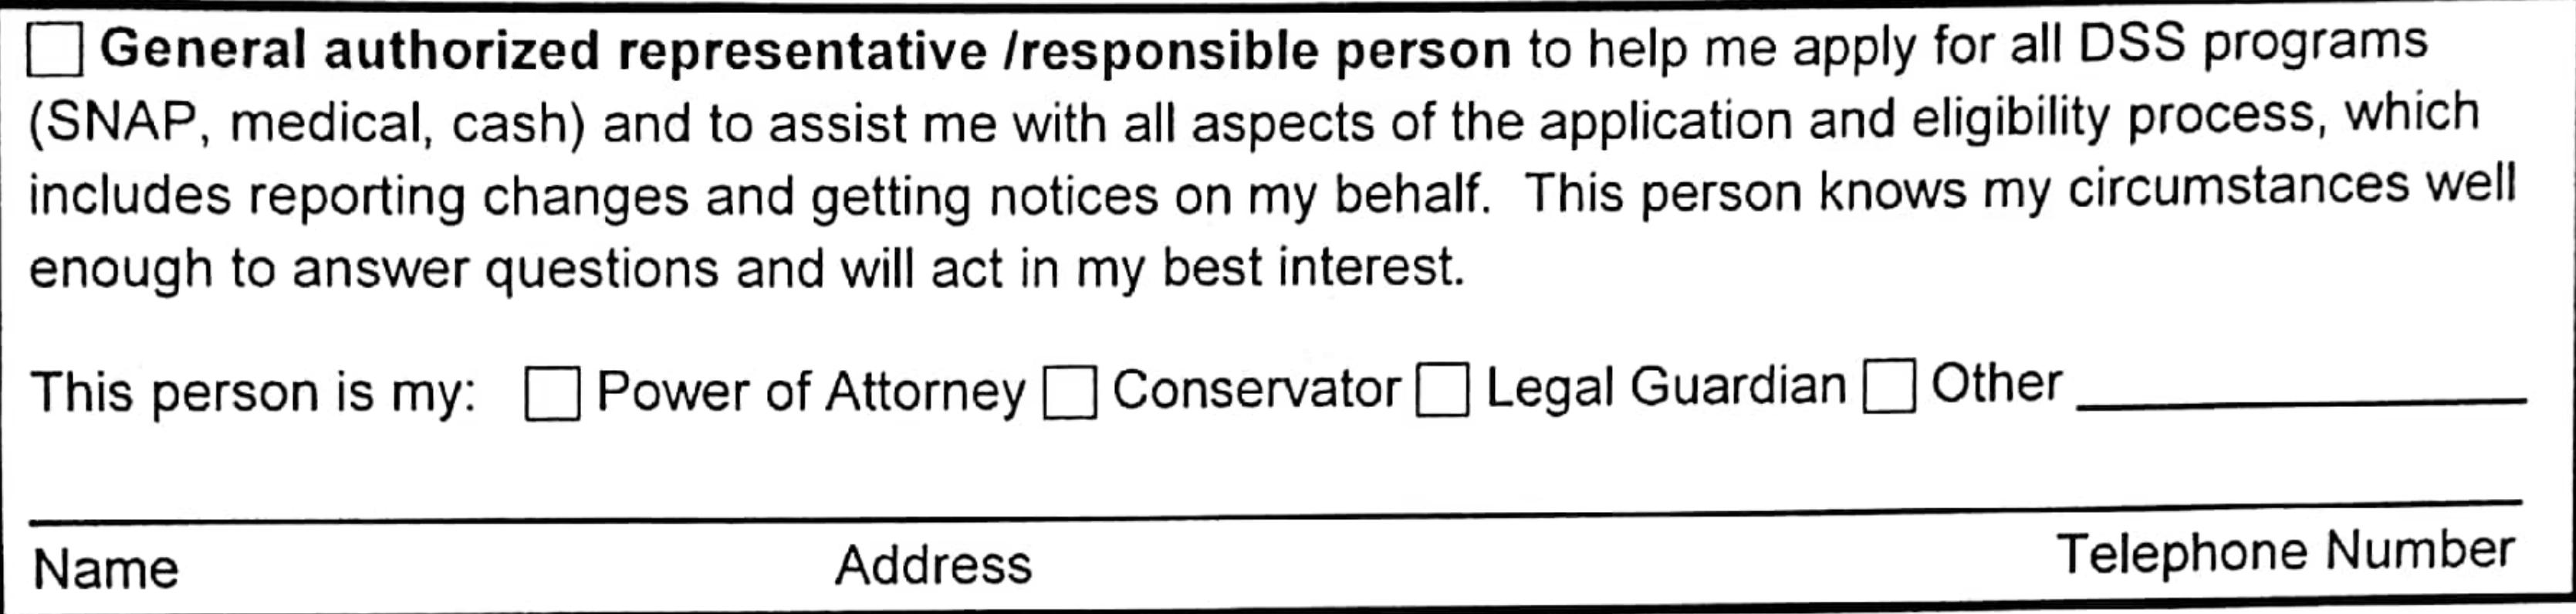 General authorized representative /responsible person to help me apply for all DSS programs
(SNAP, medical, cash) and to assist me with all aspects of the application and eligibility process, which
includes reporting changes and getting notices on my behalf. This person knows my circumstances well
enough to answer questions and will act in my best interest.
This person is my: Power of Attorney Conservator Legal Guardian Other
Name Address Telephone Number